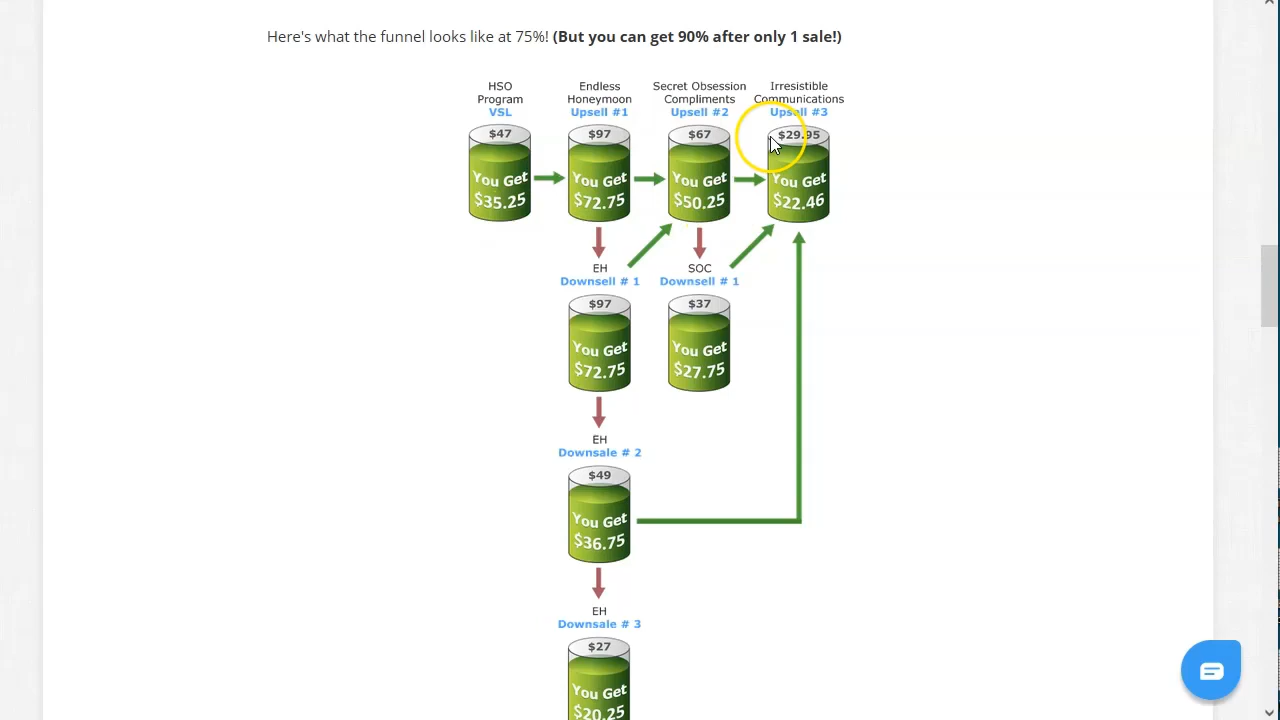 Here's what the funnel looks like at 75%! (But you can get 90% after only 1 sale!)
HSO
Program
VSL
$47
You Get
$35.25
Endless
Honeymoon
Upsell #1
$97
You Get
$72.75
Secret Obsession
Compliments
Upsell #2
$67
You Get
$50.25
Irresistible
Communications
Upsell #3
$29.95
You Get
$22.46
EH
Downsell # 1
$97
You Get
$72.75
SOC
Downsell # 1
$37
You Get
$27.75
EH
Downsale # 2
$49
You Get
$36.75
EH
Downsale # 3
$27
You Get
$20.25